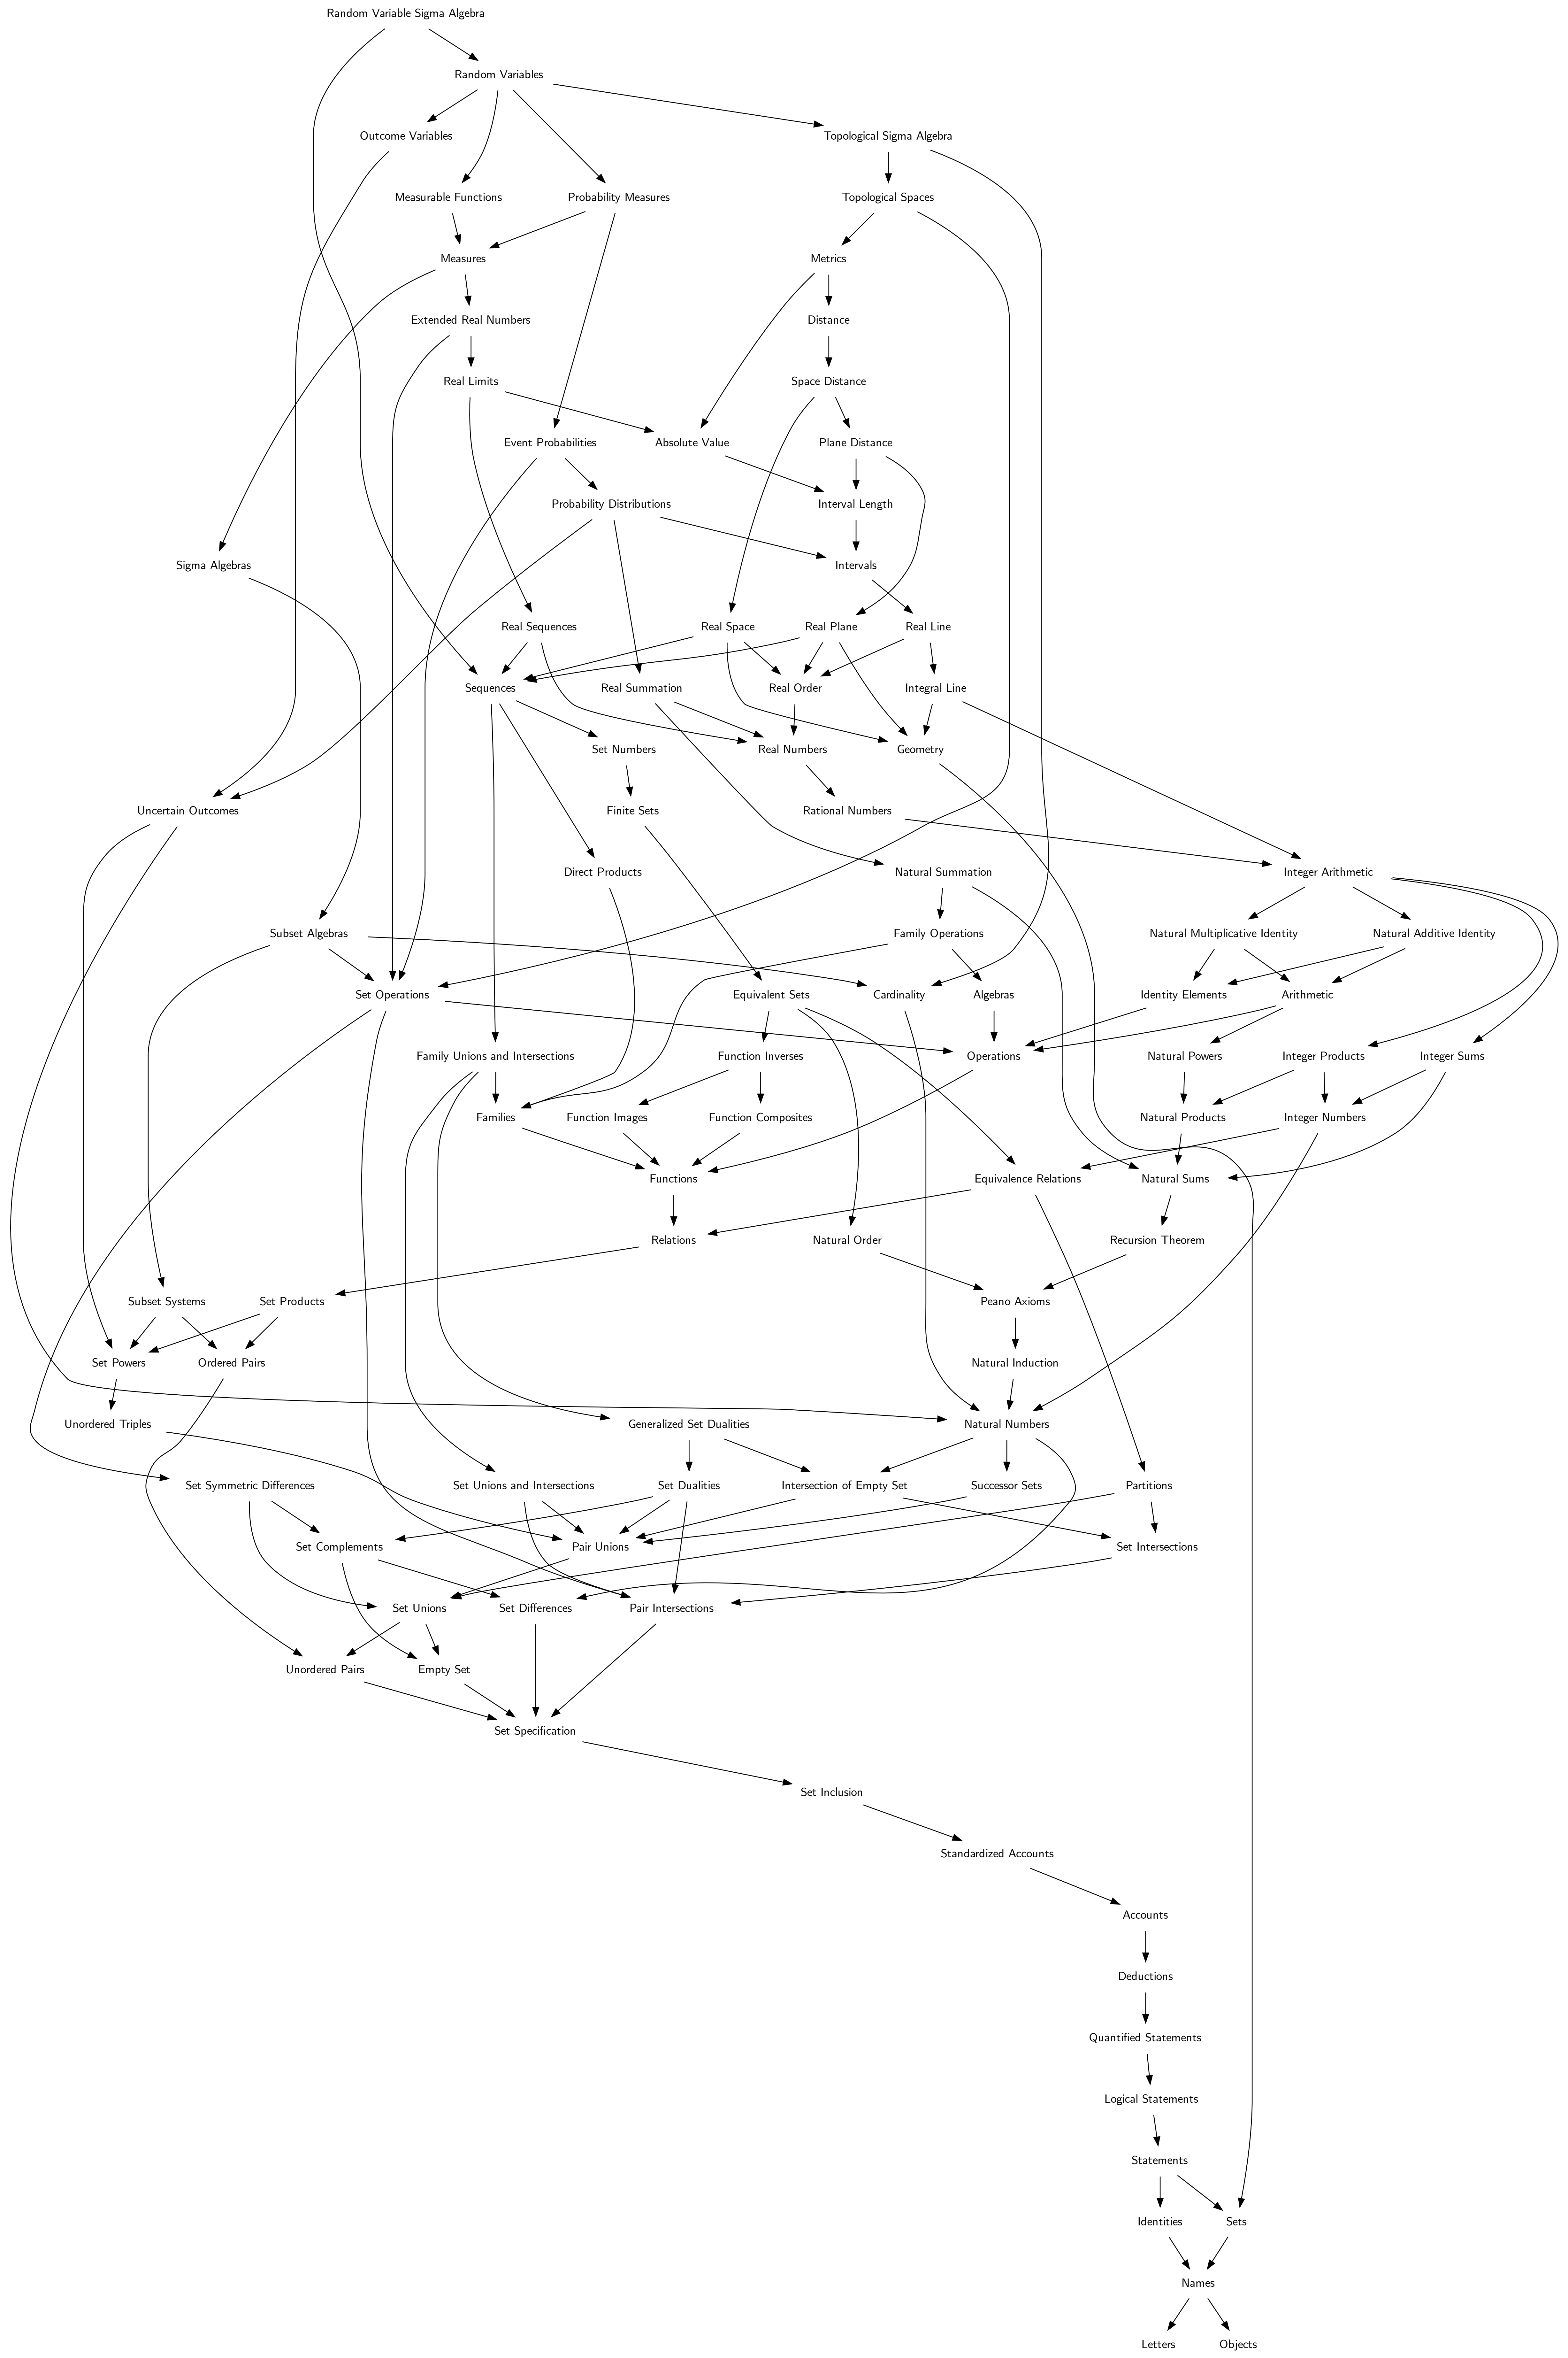 Random Variable Sigma Algebra
Random Variables
Outcome Variables
Topological Sigma Algebra
Measurable Functions
Probability Measures
Topological Spaces
Measures
Metrics
Extended Real Numbers
Distance
Real Limits
Space Distance
Event Probabilities
Absolute Value
Plane Distance
Probability Distributions
Interval Length
Sigma Algebras
Intervals
Real Sequences
Real Space
Real Plane
Real Line
Sequences
Real Summation
Real Order
Integral Line
Set Numbers
Real Numbers
Geometry
Uncertain Outcomes
Finite Sets
Rational Numbers
Direct Products
Natural Summation
Integer Arithmetic
Subset Algebras
Family Operations
Natural Multiplicative Identity
Natural Additive Identity
Set Operations
Equivalent Sets
Cardinality
Algebras
Identity Elements
Arithmetic
Family Unions and Intersections
Function Inverses
Operations
Natural Powers
Integer Products
Integer Sums
Families
Function Images
Function Composites
Natural Products
Integer Numbers
Functions
Equivalence Relations
Natural Sums
Relations
Natural Order
Recursion Theorem
Subset Systems
Set Products
Peano Axioms
Set Powers
Ordered Pairs
Natural Induction
Unordered Triples
Generalized Set Dualities
Natural Numbers
Set Symmetric Differences
Set Unions and Intersections
Set Dualities
Intersection of Empty Set
Successor Sets
Partitions
Set Complements
Pair Unions
Set Intersections
Set Unions
Set Differences
Pair Intersections
Unordered Pairs
Empty Set
Set Specification
Set Inclusion
Standardized Accounts
Accounts
Deductions
Quantified Statements
Logical Statements
Statements
Identities
Sets
Names
Letters
Objects